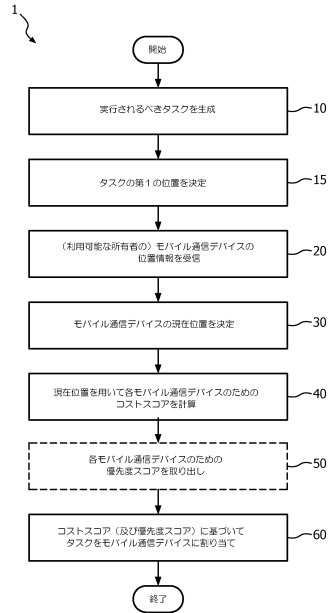 1
開始
実行されるべきタスクを生成
10
タスクの第1の位置を決定
15
（利用可能な所有者の）モバイル通信デバイスの
位置情報を受信
20
モバイル通信デバイスの現在位置を決定
30
現在位置を用いて各モバイル通信デバイスのための
コストスコアを計算
40
各モバイル通信デバイスのための
優先度スコアを取り出し
50
コストスコア（及び優先度スコア）に基づいて
タスクをモバイル通信デバイスに割り当て
60
終了